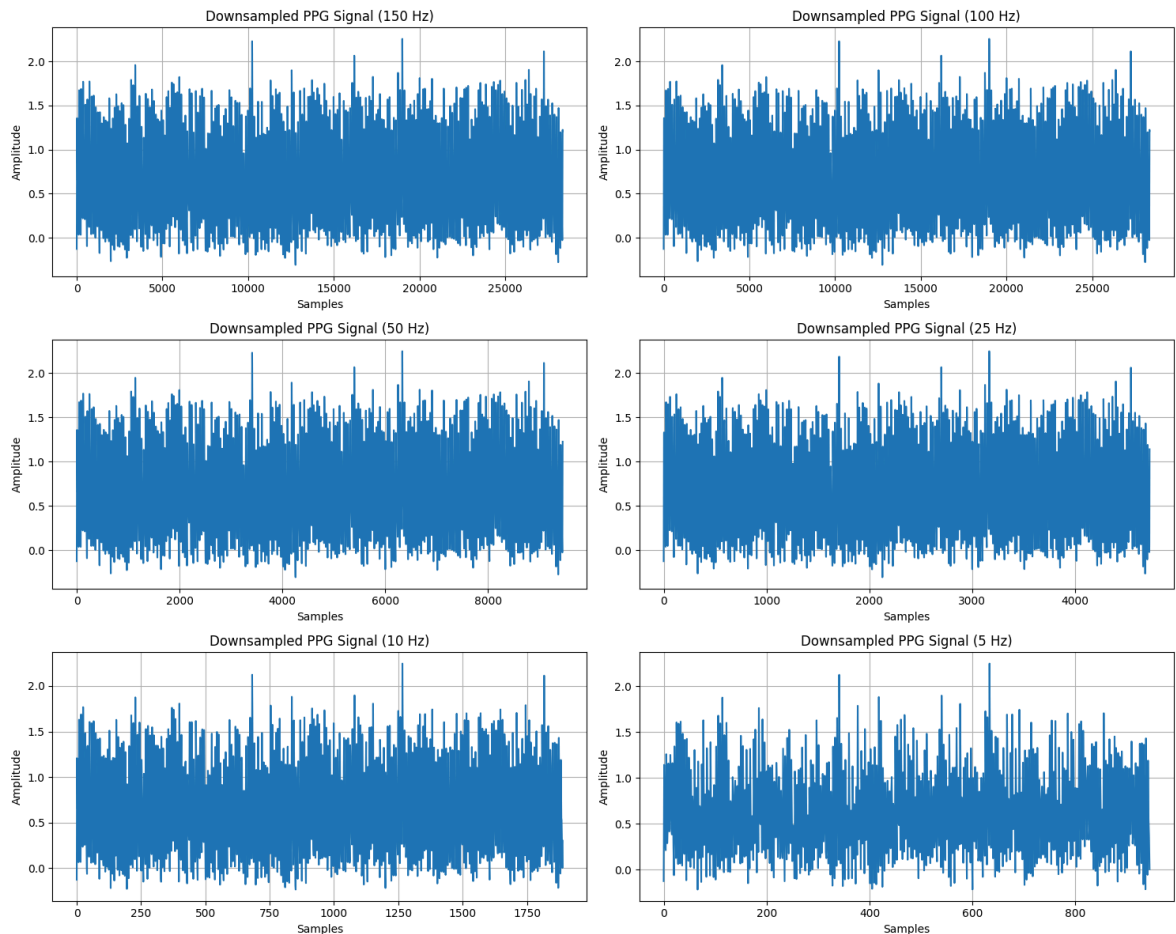 Downsampled PPG Signal (150 Hz)
2.0
1.5
1.0
0.5
0.0
Amplitude
0 5000 10000 15000 20000 25000
Samples
Downsampled PPG Signal (100 Hz)
2.0
1.5
1.0
0.5
0.0
Amplitude
0 5000 10000 15000 20000 25000
Samples
Downsampled PPG Signal (50 Hz)
2.0
1.5
1.0
0.5
0.0
Amplitude
0 2000 4000 6000 8000
Samples
Downsampled PPG Signal (25 Hz)
2.0
1.5
1.0
0.5
0.0
Amplitude
0 1000 2000 3000 4000
Samples
Downsampled PPG Signal (10 Hz)
2.0
1.5
1.0
0.5
0.0
Amplitude
0 250 500 750 1000 1250 1500 1750
Samples
Downsampled PPG Signal (5 Hz)
2.0
1.5
1.0
0.5
0.0
Amplitude
0 200 400 600 800
Samples